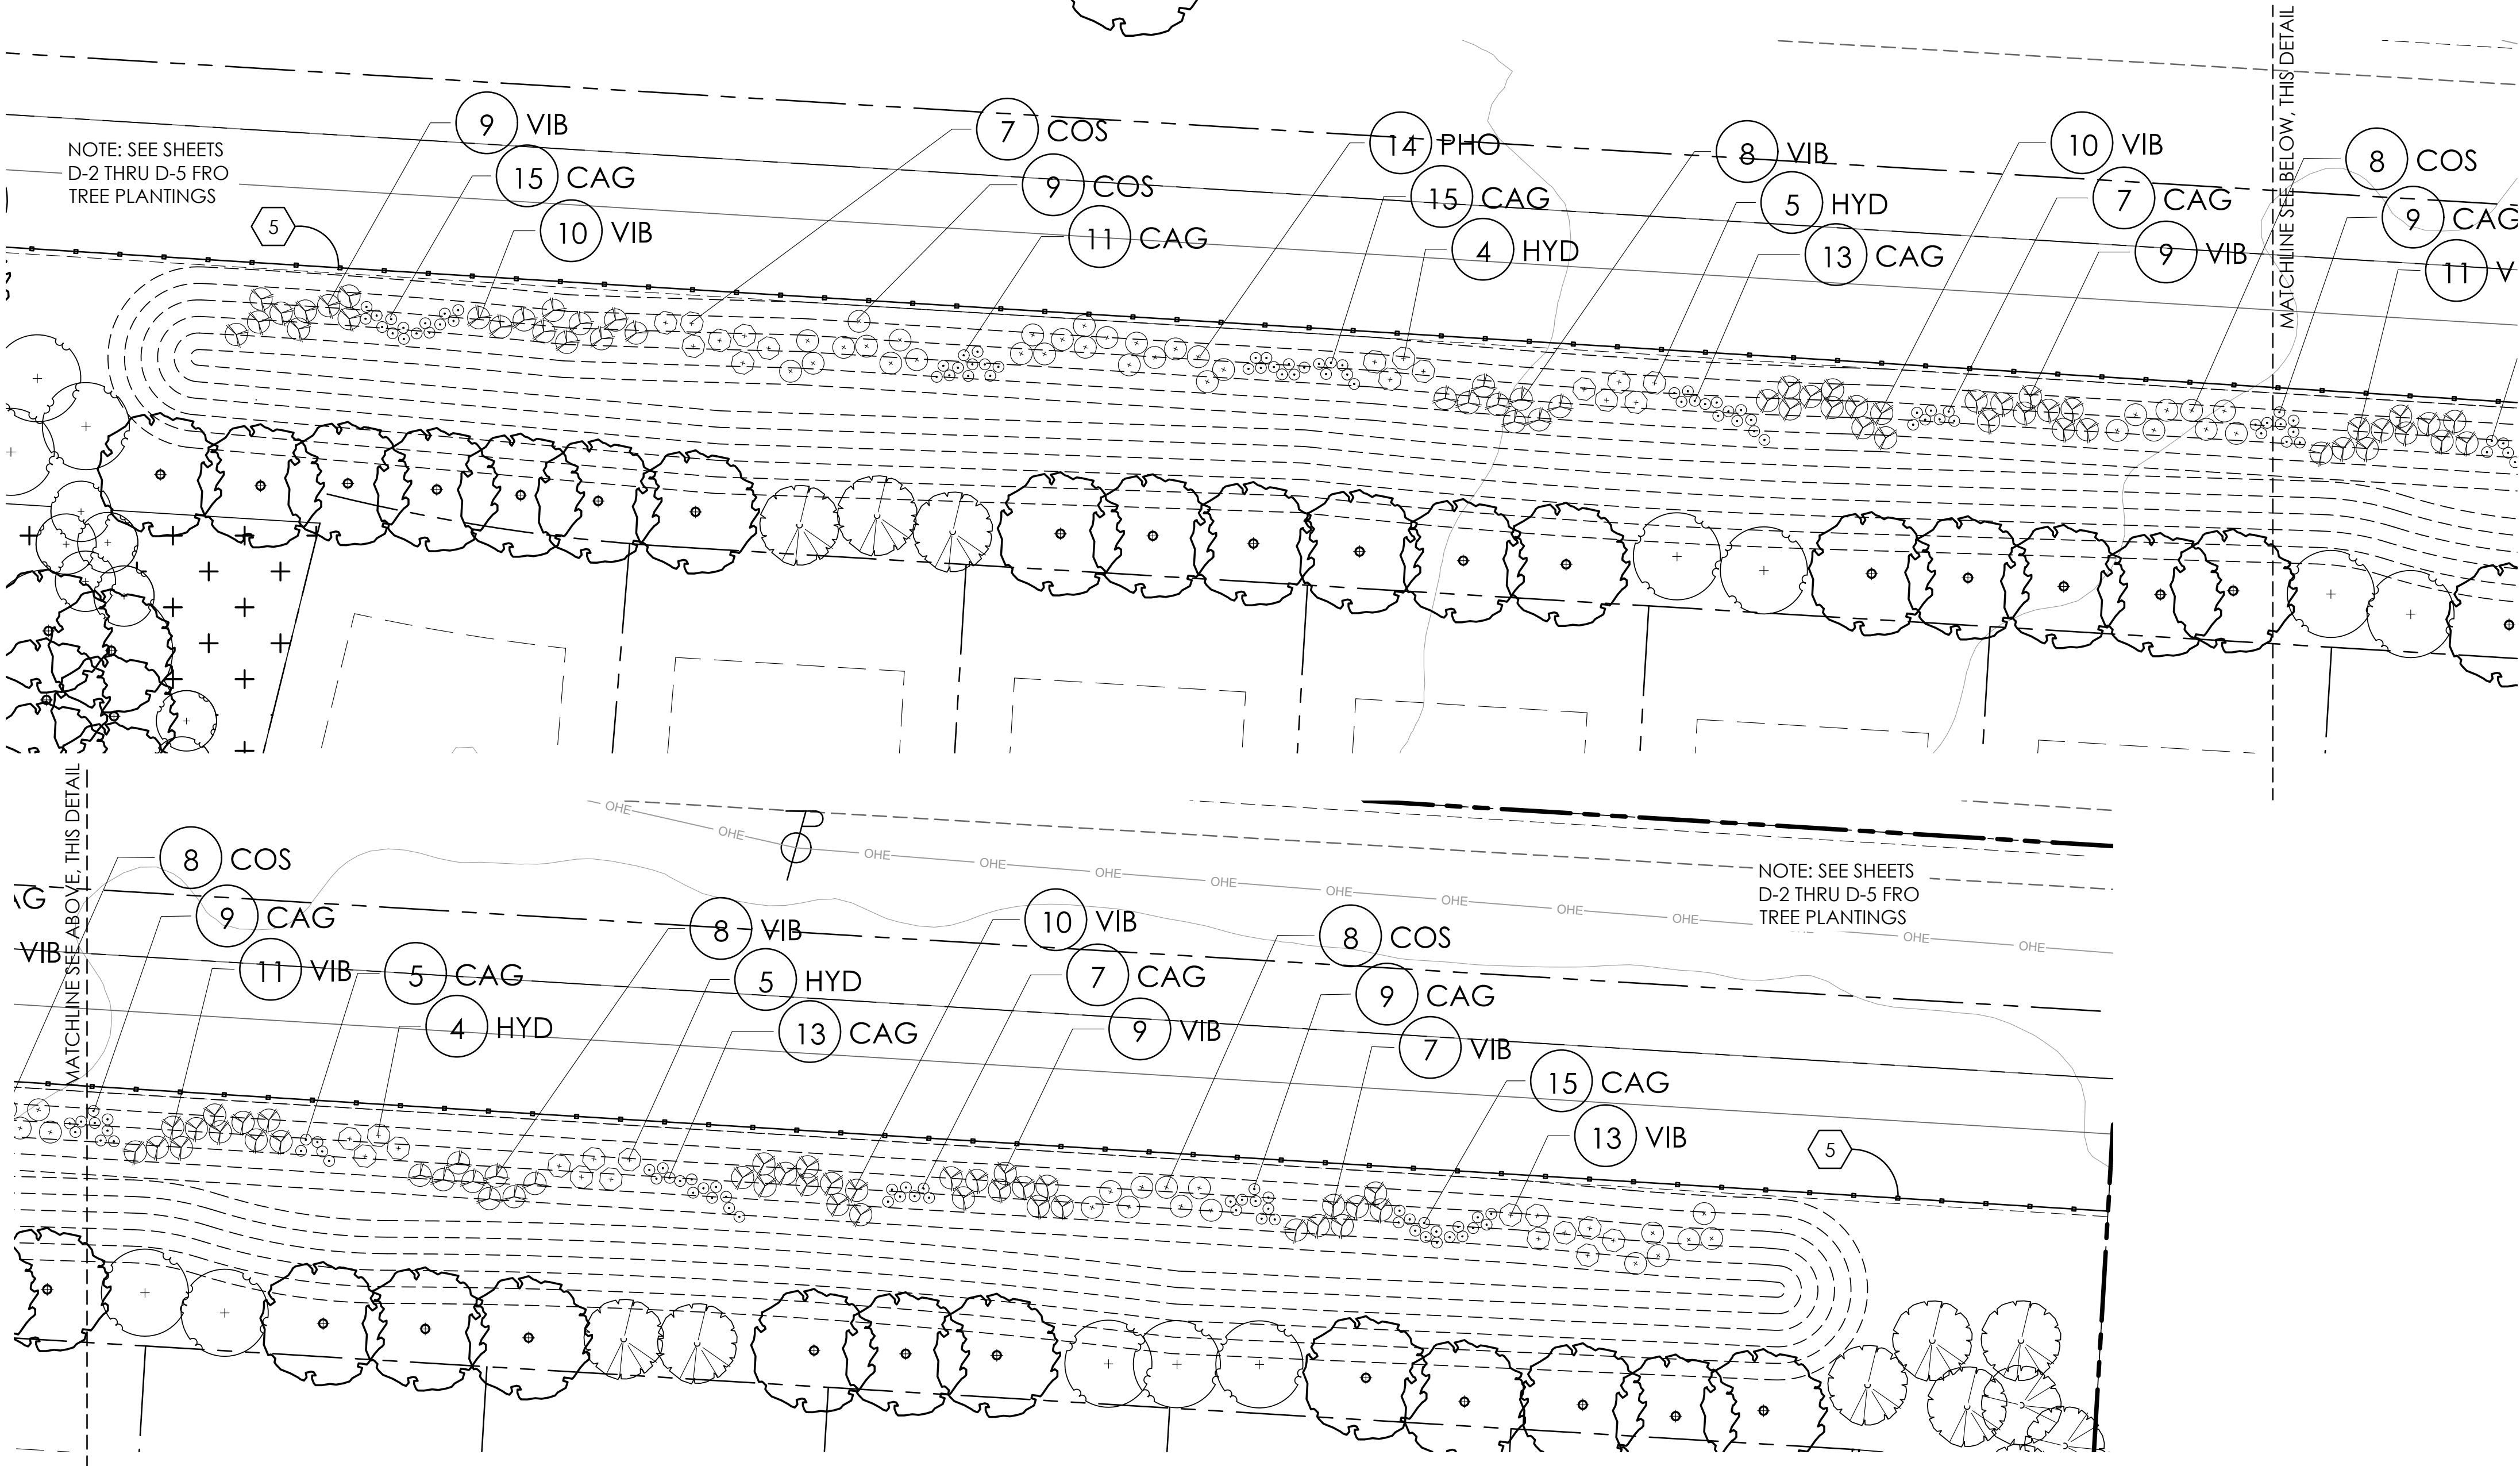 MATCHLINE SEE BELOW, THIS DETAIL
NOTE: SEE SHEETS
D-2 THRU D-5 FRO
TREE PLANTINGS
9 VIB
15 CAG
10 VIB
5
7 COS
9 COS
11 CAG
14 PHO
15 CAG
4 HYD
8 VIB
5 HYD
13 CAG
10 VIB
7 CAG
9 VIB
8 COS
9 CAG
11 V
MATCHLINE SEE ABOVE, THIS DETAIL
AG
VIB
8 COS
9 CAG
11 VIB
5 CAG
4 HYD
OHE
OHE
OHE
OHE
OHE
OHE
OHE
OHE
OHE
OHE
OHE
OHE
NOTE: SEE SHEETS
D-2 THRU D-5 FRO
TREE PLANTINGS
8 VIB
5 HYD
13 CAG
10 VIB
7 CAG
9 VIB
8 COS
9 CAG
7 VIB
15 CAG
13 VIB
5